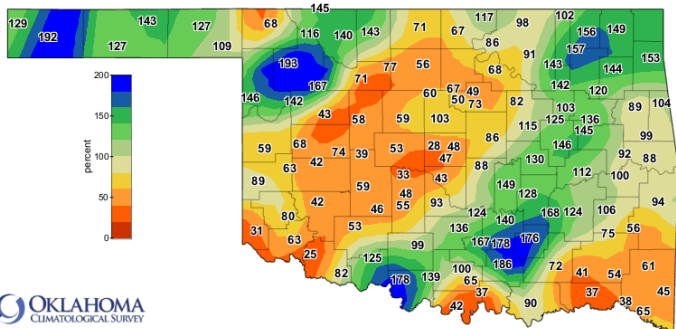 145
129 192 143 127 127 109 68 116 140 143 71 67 117 98 102 156 149
86 91 157 153
193 167 77 56 68 143 144
71 142 120
146 142 60 67 49 82 89 104
50 73 103
43 58 59 103 115 125 136
145 99
59 68 86 146
74 39 53 28 48
47 92 88
63 42 88 130
33 43 112 100
89 59 149
48 128
42 46 55 93 94
80 124 140 168 124 106
31 53 136 75 56
63 99 167 178 176
25 125 186 72 61
82 178 139 100 41 54
65
37 37 45
42 90 38
65
200
150
100
50
0
percent
OKLAHOMA
CLIMATOLOGICAL SURVEY